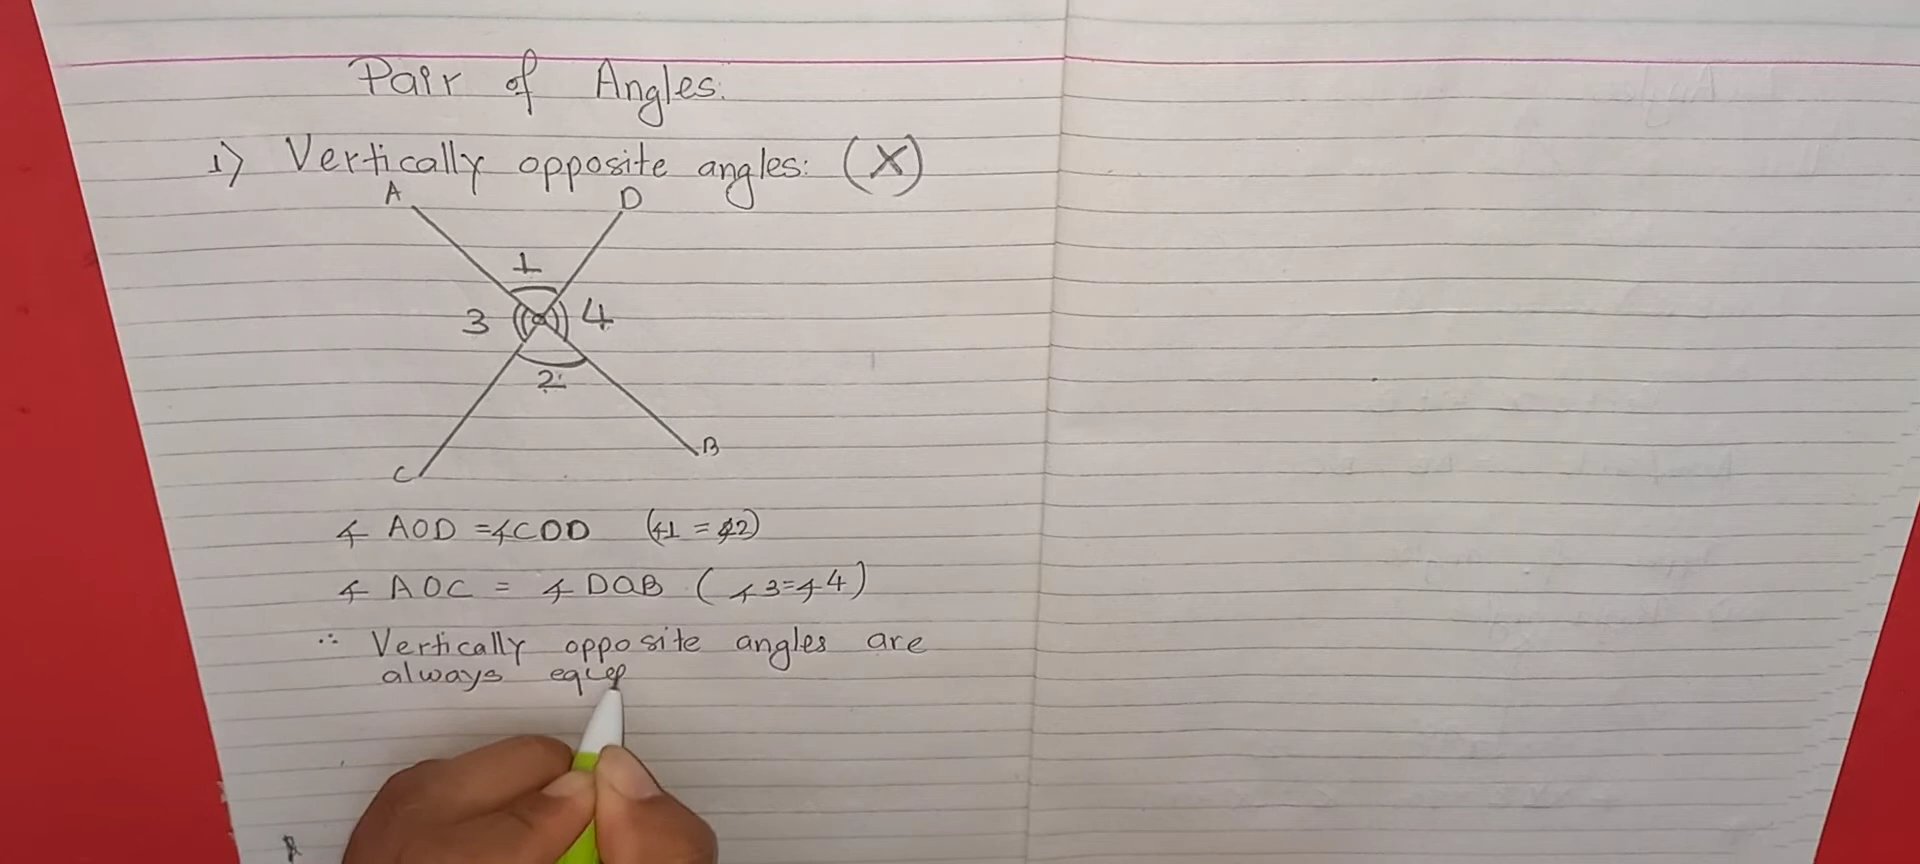 Pair of Angles:
1) Vertically opposite angles: (X)
A D
1
3 O 4
2
C B
∡ AOD = ∡COD (∡1 = ∡2)
∡ AOC = ∡ DOB (∡3=∡4)
∴ Vertically opposite angles are
always